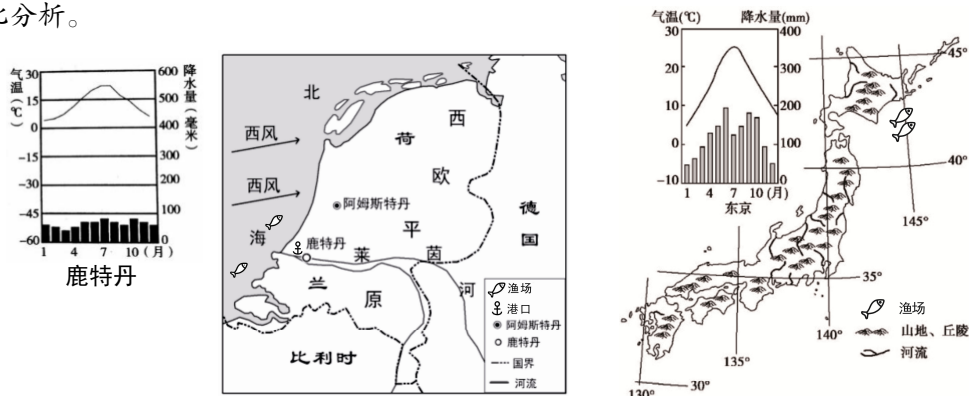 比分析。
气温(℃)
30
15
0
-15
-30
-45
-60
600
500
400
300
200
100
0
降水量(毫米)
1 4 7 10 (月)
鹿特丹
北
海
西风
西风
荷
兰
西
欧
平
原
阿姆斯特丹
鹿特丹
莱
茵
河
德国
比利时
渔场
港口
阿姆斯特丹
鹿特丹
国界
河流
气温(℃) 降水量(mm)
30
20
10
0
-10
400
300
200
100
0
1 4 7 10 (月)
东京
45°
40°
145°
35°
140°
135°
30°
130°
渔场
山地、丘陵
河流